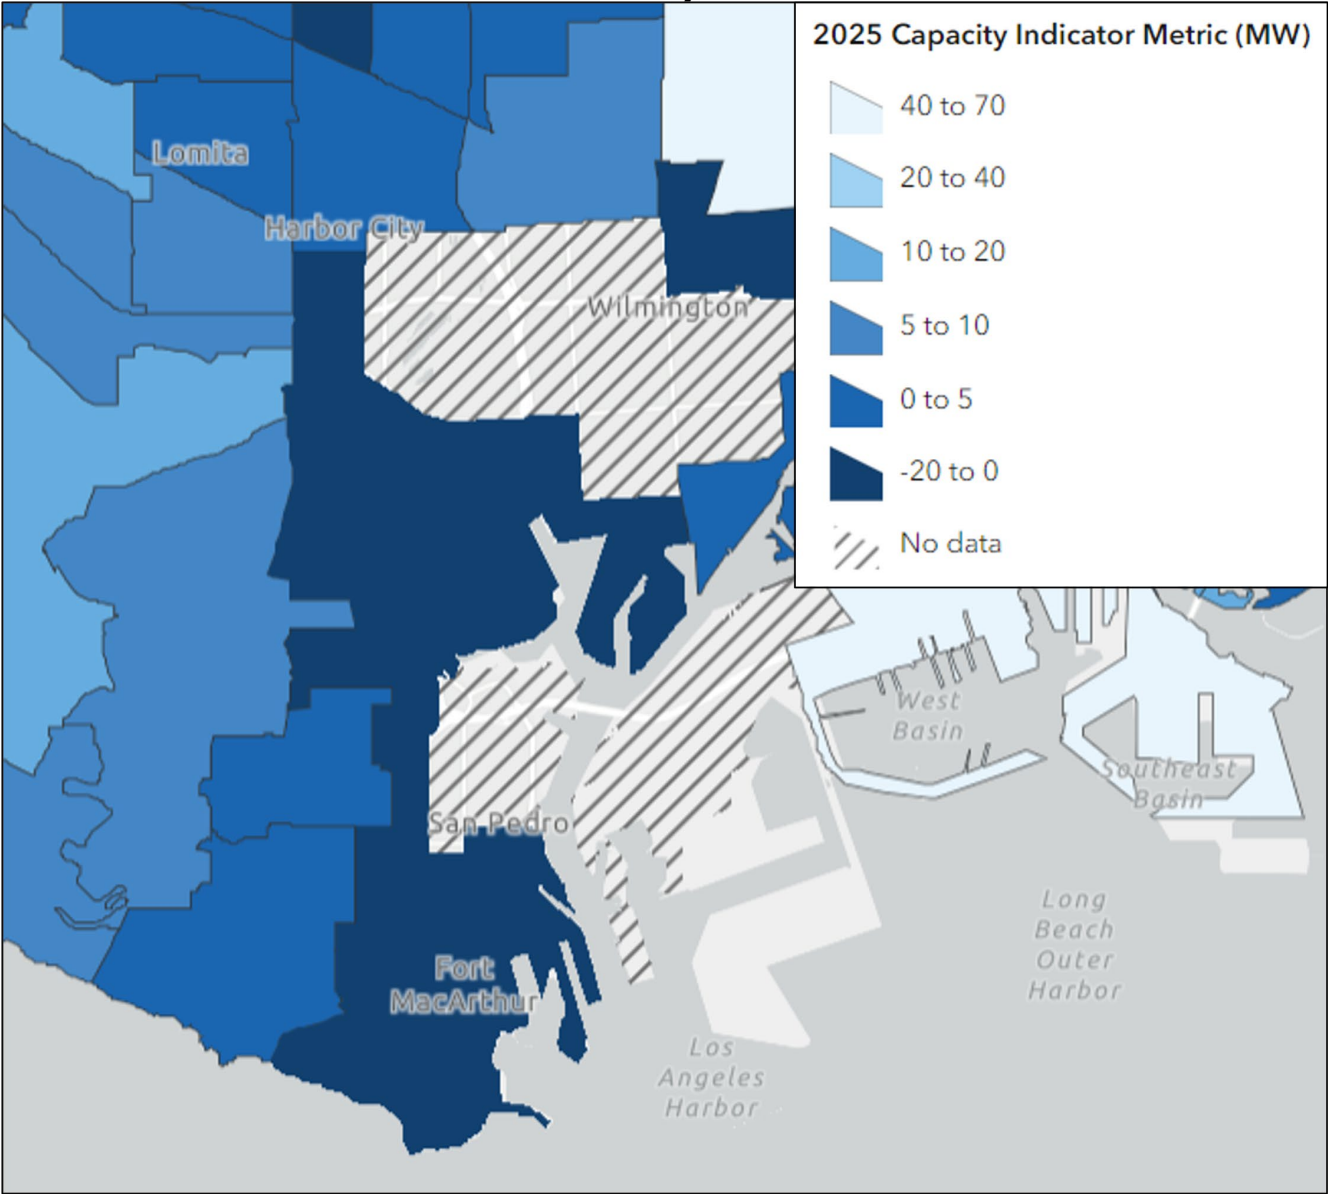 2025 Capacity Indicator Metric (MW)
40 to 70
20 to 40
10 to 20
5 to 10
0 to 5
-20 to 0
No data
Lomita
Harbor City
Wilmington
West
Basin
Southeast
Basin
San Pedro
Long
Beach
Outer
Harbor
Fort
MacArthur
Los
Angeles
Harbor